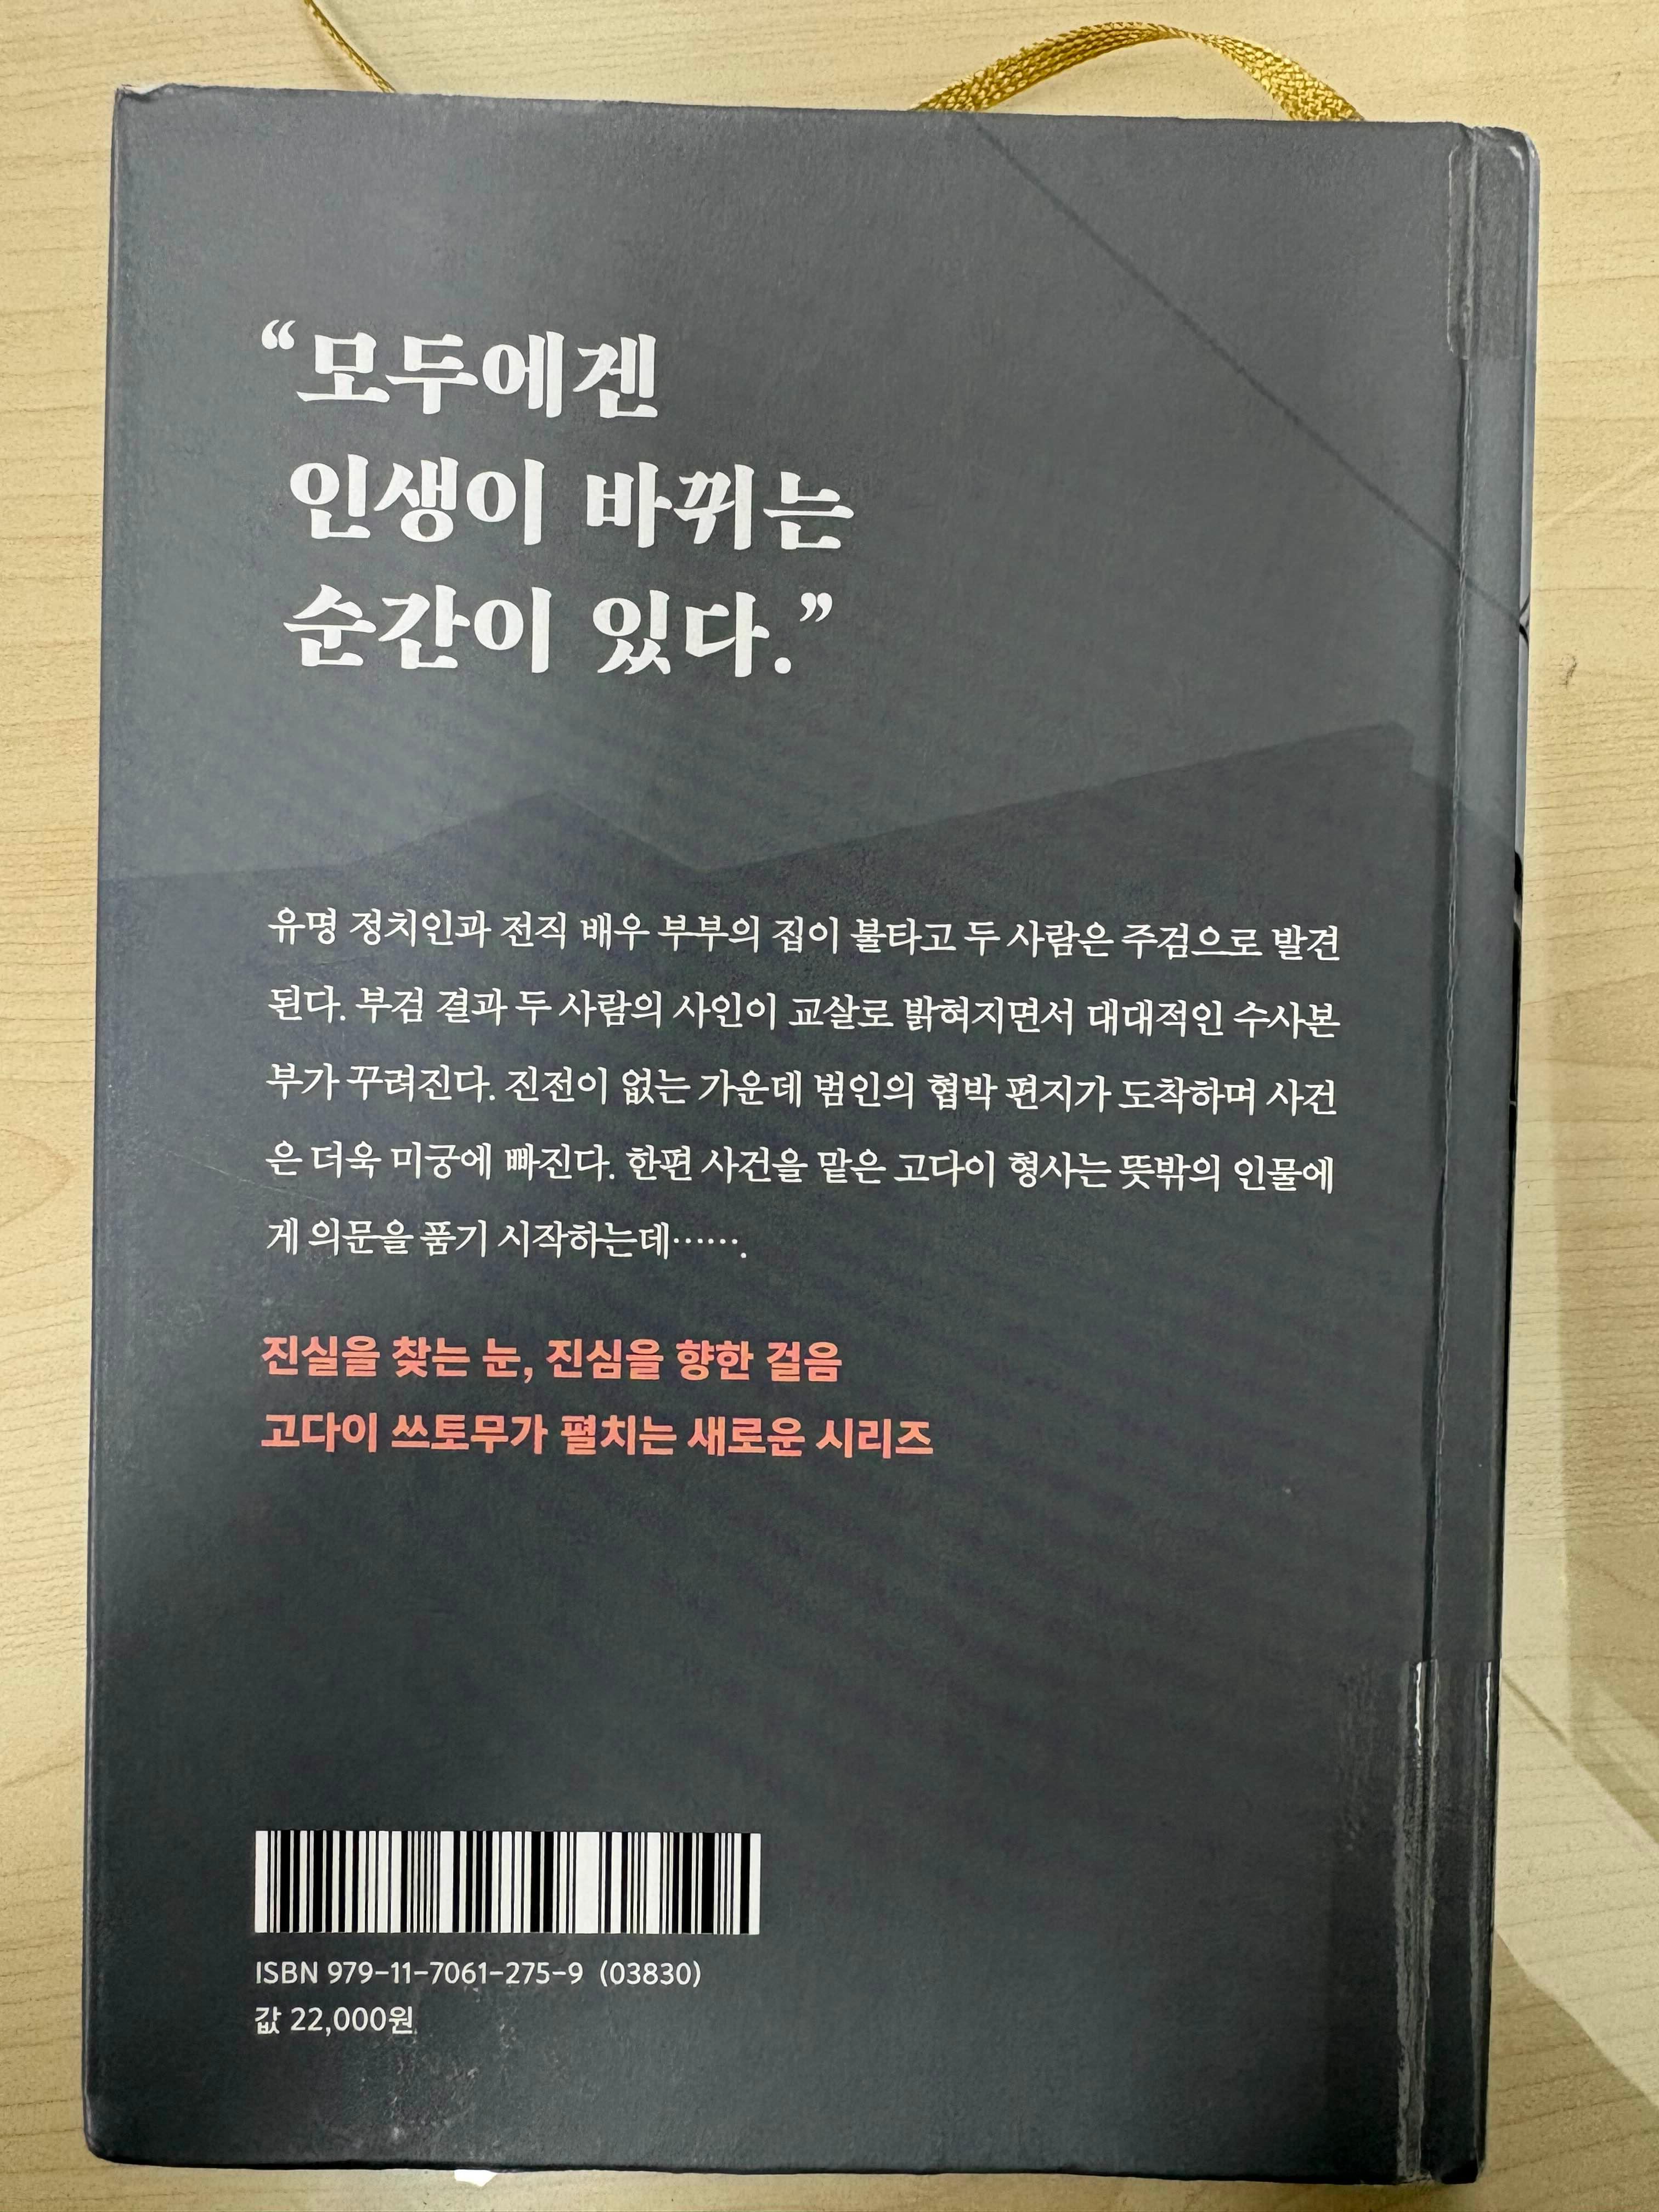 “모두에겐
인생이 바뀌는
순간이 있다.”
유명 정치인과 전직 배우 부부의 집이 불타고 두 사람은 주검으로 발견
된다. 부검 결과 두 사람의 사인이 교살로 밝혀지면서 대대적인 수사본
부가 꾸려진다. 진전이 없는 가운데 범인의 협박 편지가 도착하며 사건
은 더욱 미궁에 빠진다. 한편 사건을 맡은 고다이 형사는 뜻밖의 인물에
게 의문을 품기 시작하는데…….
진실을 찾는 눈, 진심을 향한 걸음
고다이 쓰토무가 펼치는 새로운 시리즈
ISBN 979-11-7061-275-9 (03830)
값 22,000원